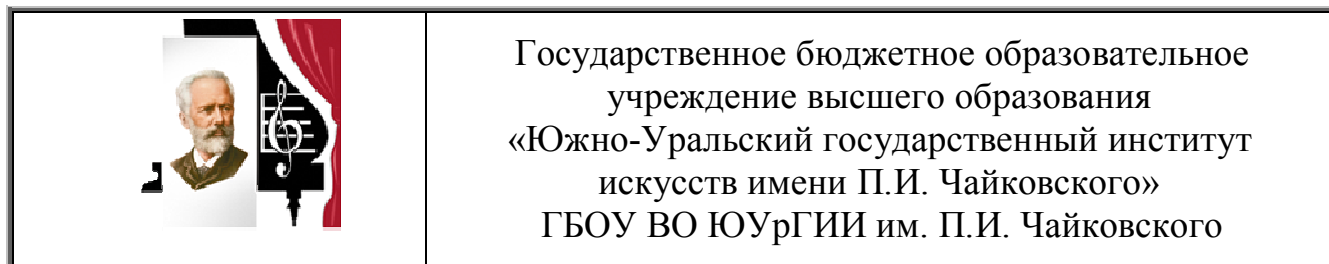 Государственное бюджетное образовательное
учреждение высшего образования
«Южно-Уральский государственный институт
искусств имени П.И. Чайковского»
ГБОУ ВО ЮУрГИИ им. П.И. Чайковского